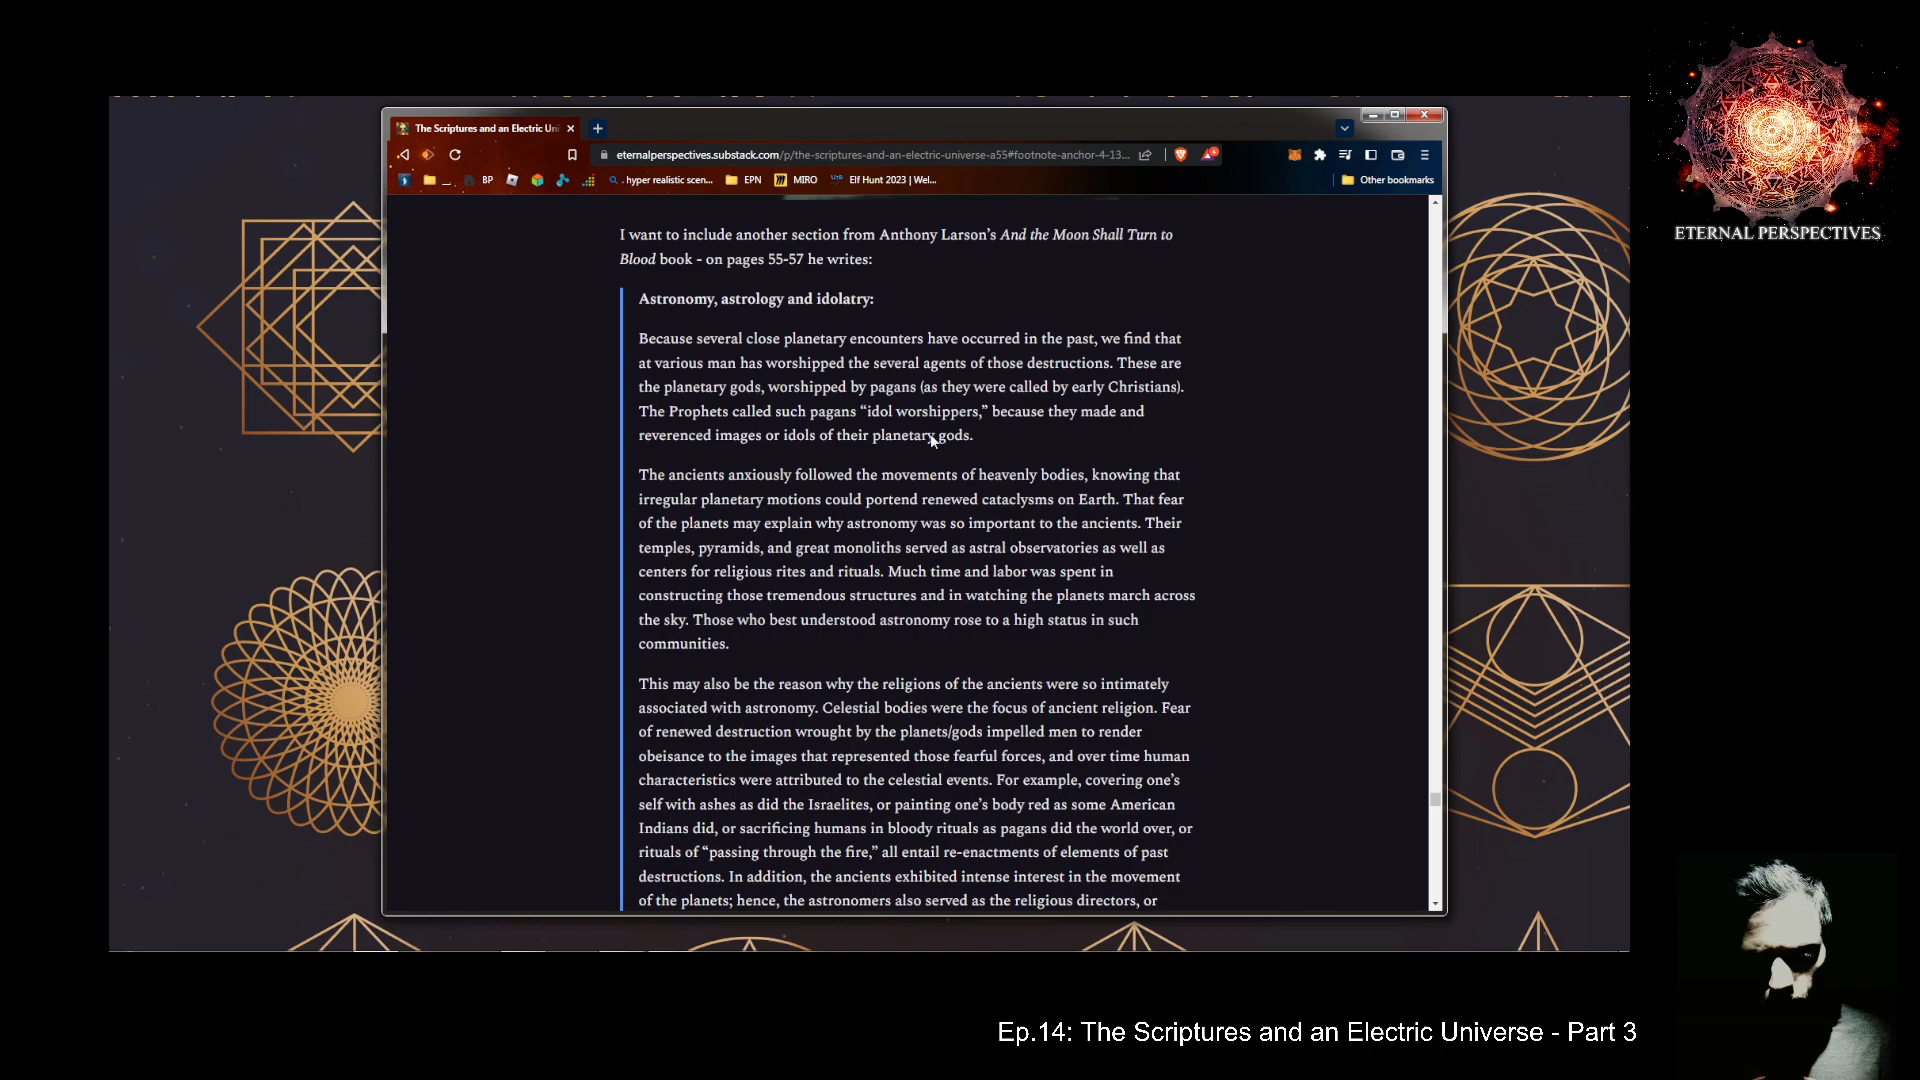 The Scriptures and an Electric Uni
eternalperspectives.substack.com/p/the-scriptures-and-an-electric-universe-a55#footnote-anchor-4-13...
BP
. hyper realistic scen...
EPN
MIRO
Elf Hunt 2023 | Wel...
Other bookmarks
I want to include another section from Anthony Larson’s And the Moon Shall Turn to
Blood book - on pages 55-57 he writes:
Astronomy, astrology and idolatry:
Because several close planetary encounters have occurred in the past, we find that
at various man has worshipped the several agents of those destructions. These are
the planetary gods, worshipped by pagans (as they were called by early Christians).
The Prophets called such pagans “idol worshippers,” because they made and
reverenced images or idols of their planetary gods.
The ancients anxiously followed the movements of heavenly bodies, knowing that
irregular planetary motions could portend renewed cataclysms on Earth. That fear
of the planets may explain why astronomy was so important to the ancients. Their
temples, pyramids, and great monoliths served as astral observatories as well as
centers for religious rites and rituals. Much time and labor was spent in
constructing those tremendous structures and in watching the planets march across
the sky. Those who best understood astronomy rose to a high status in such
communities.
This may also be the reason why the religions of the ancients were so intimately
associated with astronomy. Celestial bodies were the focus of ancient religion. Fear
of renewed destruction wrought by the planets/gods impelled men to render
obeisance to the images that represented those fearful forces, and over time human
characteristics were attributed to the celestial events. For example, covering one’s
self with ashes as did the Israelites, or painting one’s body red as some American
Indians did, or sacrificing humans in bloody rituals as pagans did the world over, or
rituals of “passing through the fire,” all entail re-enactments of elements of past
destructions. In addition, the ancients exhibited intense interest in the movement
of the planets; hence, the astronomers also served as the religious directors, or
ETERNAL PERSPECTIVES
Ep.14: The Scriptures and an Electric Universe - Part 3